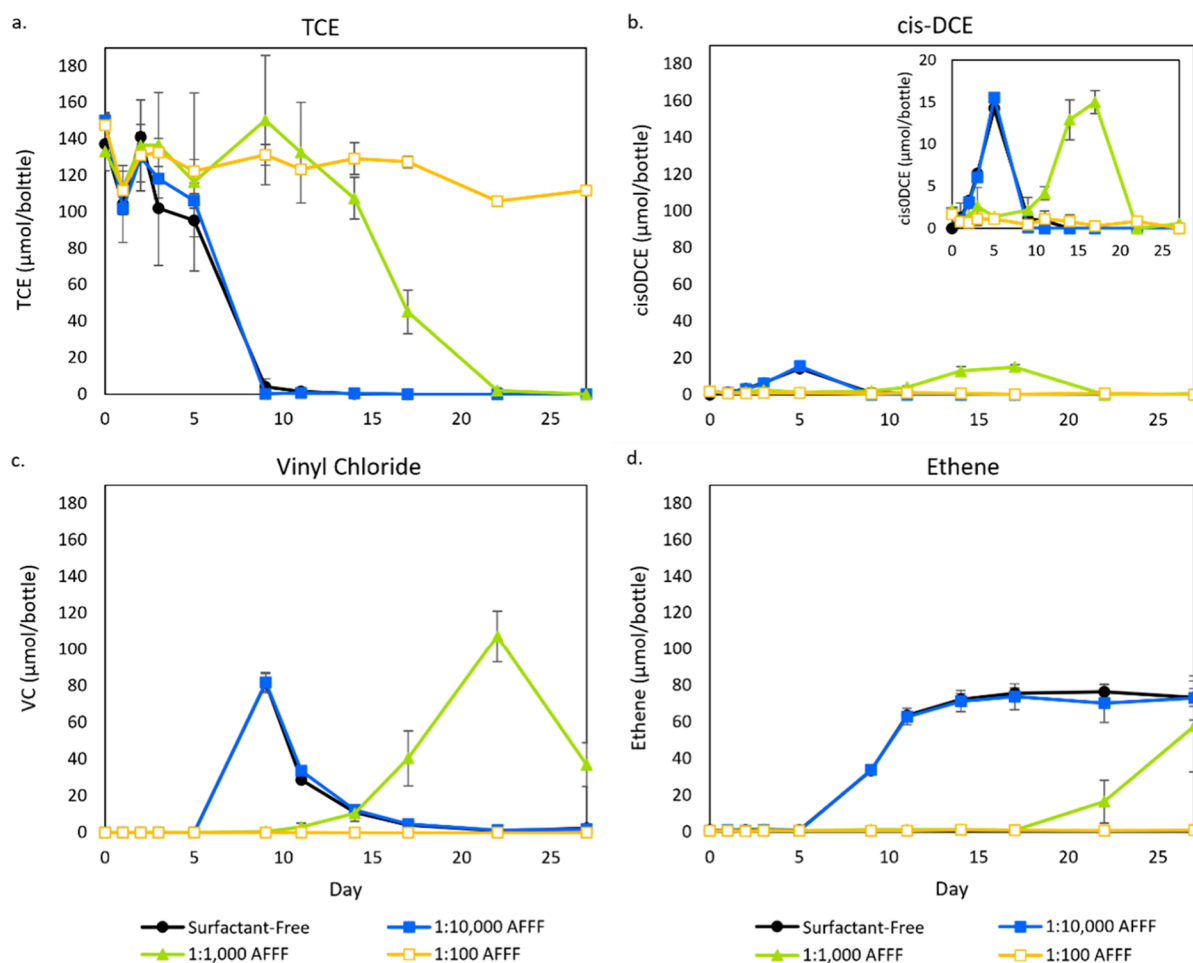 a.
TCE
180
160
140
120
100
80
60
40
20
0
TCE (µmol/bolttle)
0 5 10 15 20 25
b.
cis-DCE
180
160
140
120
100
80
60
40
20
0
cis0DCE (µmol/bottle)
20
15
10
5
0
cis0DCE (µmol/bottle)
0 5 10 15 20 25
0 5 10 15 20 25
c.
Vinyl Chloride
180
160
140
120
100
80
60
40
20
0
VC (µmol/bottle)
0 5 10 15 20 25
Day
d.
Ethene
180
160
140
120
100
80
60
40
20
0
Ethene (µmol/bottle)
0 5 10 15 20 25
Day
Surfactant-Free 1:10,000 AFFF
1:1,000 AFFF 1:100 AFFF
Surfactant-Free 1:10,000 AFFF
1:1,000 AFFF 1:100 AFFF